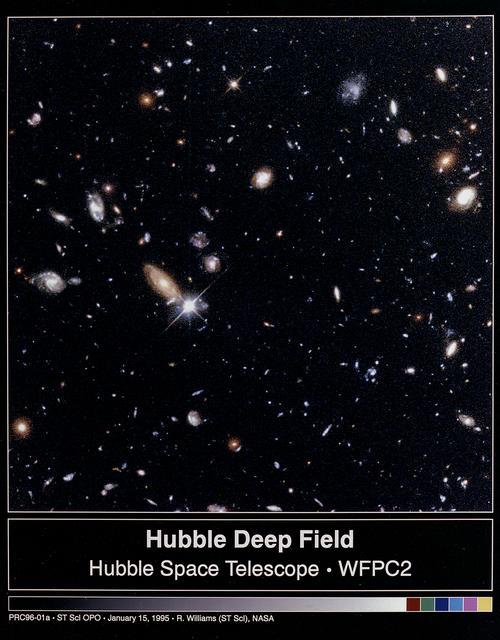 Hubble Deep Field
Hubble Space Telescope • WFPC2
PRC96-01a • ST Scl OPO • January 15, 1995 • R. Williams (ST Scl), NASA